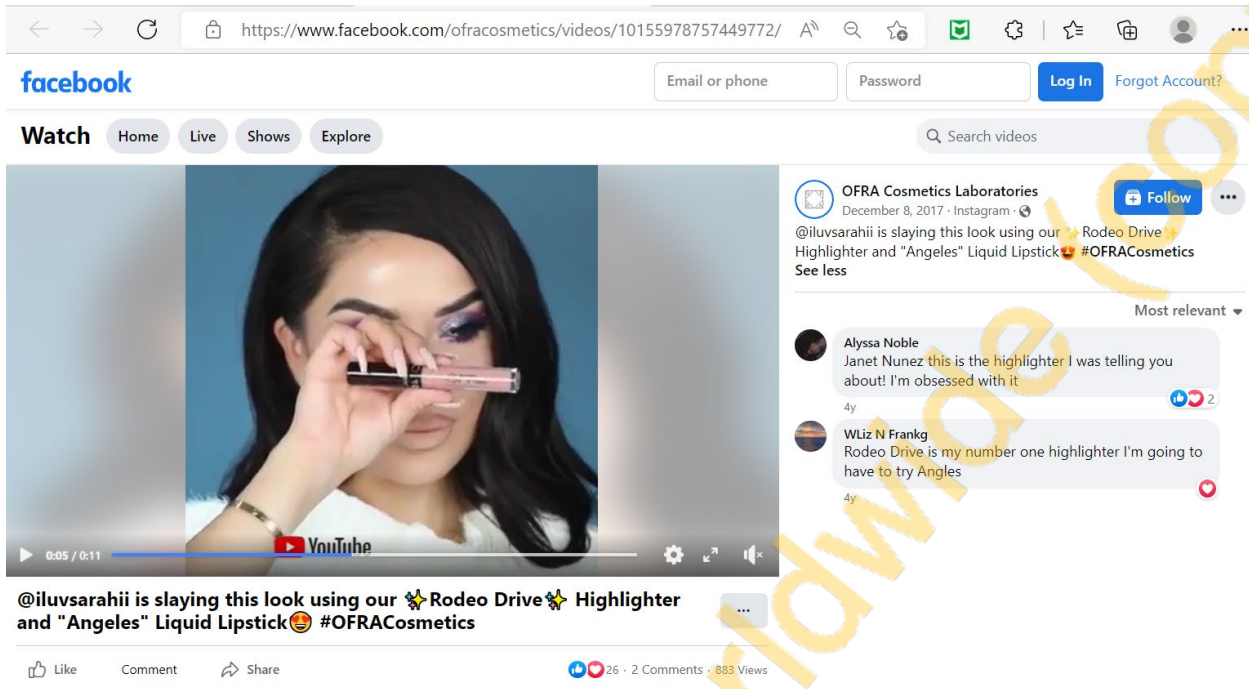 https://www.facebook.com/ofracosmetics/videos/10155978757449772/
facebook
Email or phone
Password
Log In
Forgot Account?
Watch
Home
Live
Shows
Explore
Search videos
OFRA Cosmetics Laboratories
December 8, 2017 · Instagram ·
Follow
@iluvsarahii is slaying this look using our ✨Rodeo Drive✨
Highlighter and "Angeles" Liquid Lipstick😍 #OFRACosmetics
See less
Most relevant
Alyssa Noble
Janet Nunez this is the highlighter I was telling you
about! I'm obsessed with it
2
4y
WLiz N Frankg
Rodeo Drive is my number one highlighter I'm going to
have to try Angles
4y
YouTube
0:05 / 0:11
@iluvsarahii is slaying this look using our ✨Rodeo Drive✨ Highlighter
and "Angeles" Liquid Lipstick😍 #OFRACosmetics
Like
Comment
Share
26 · 2 Comments · 883 Views